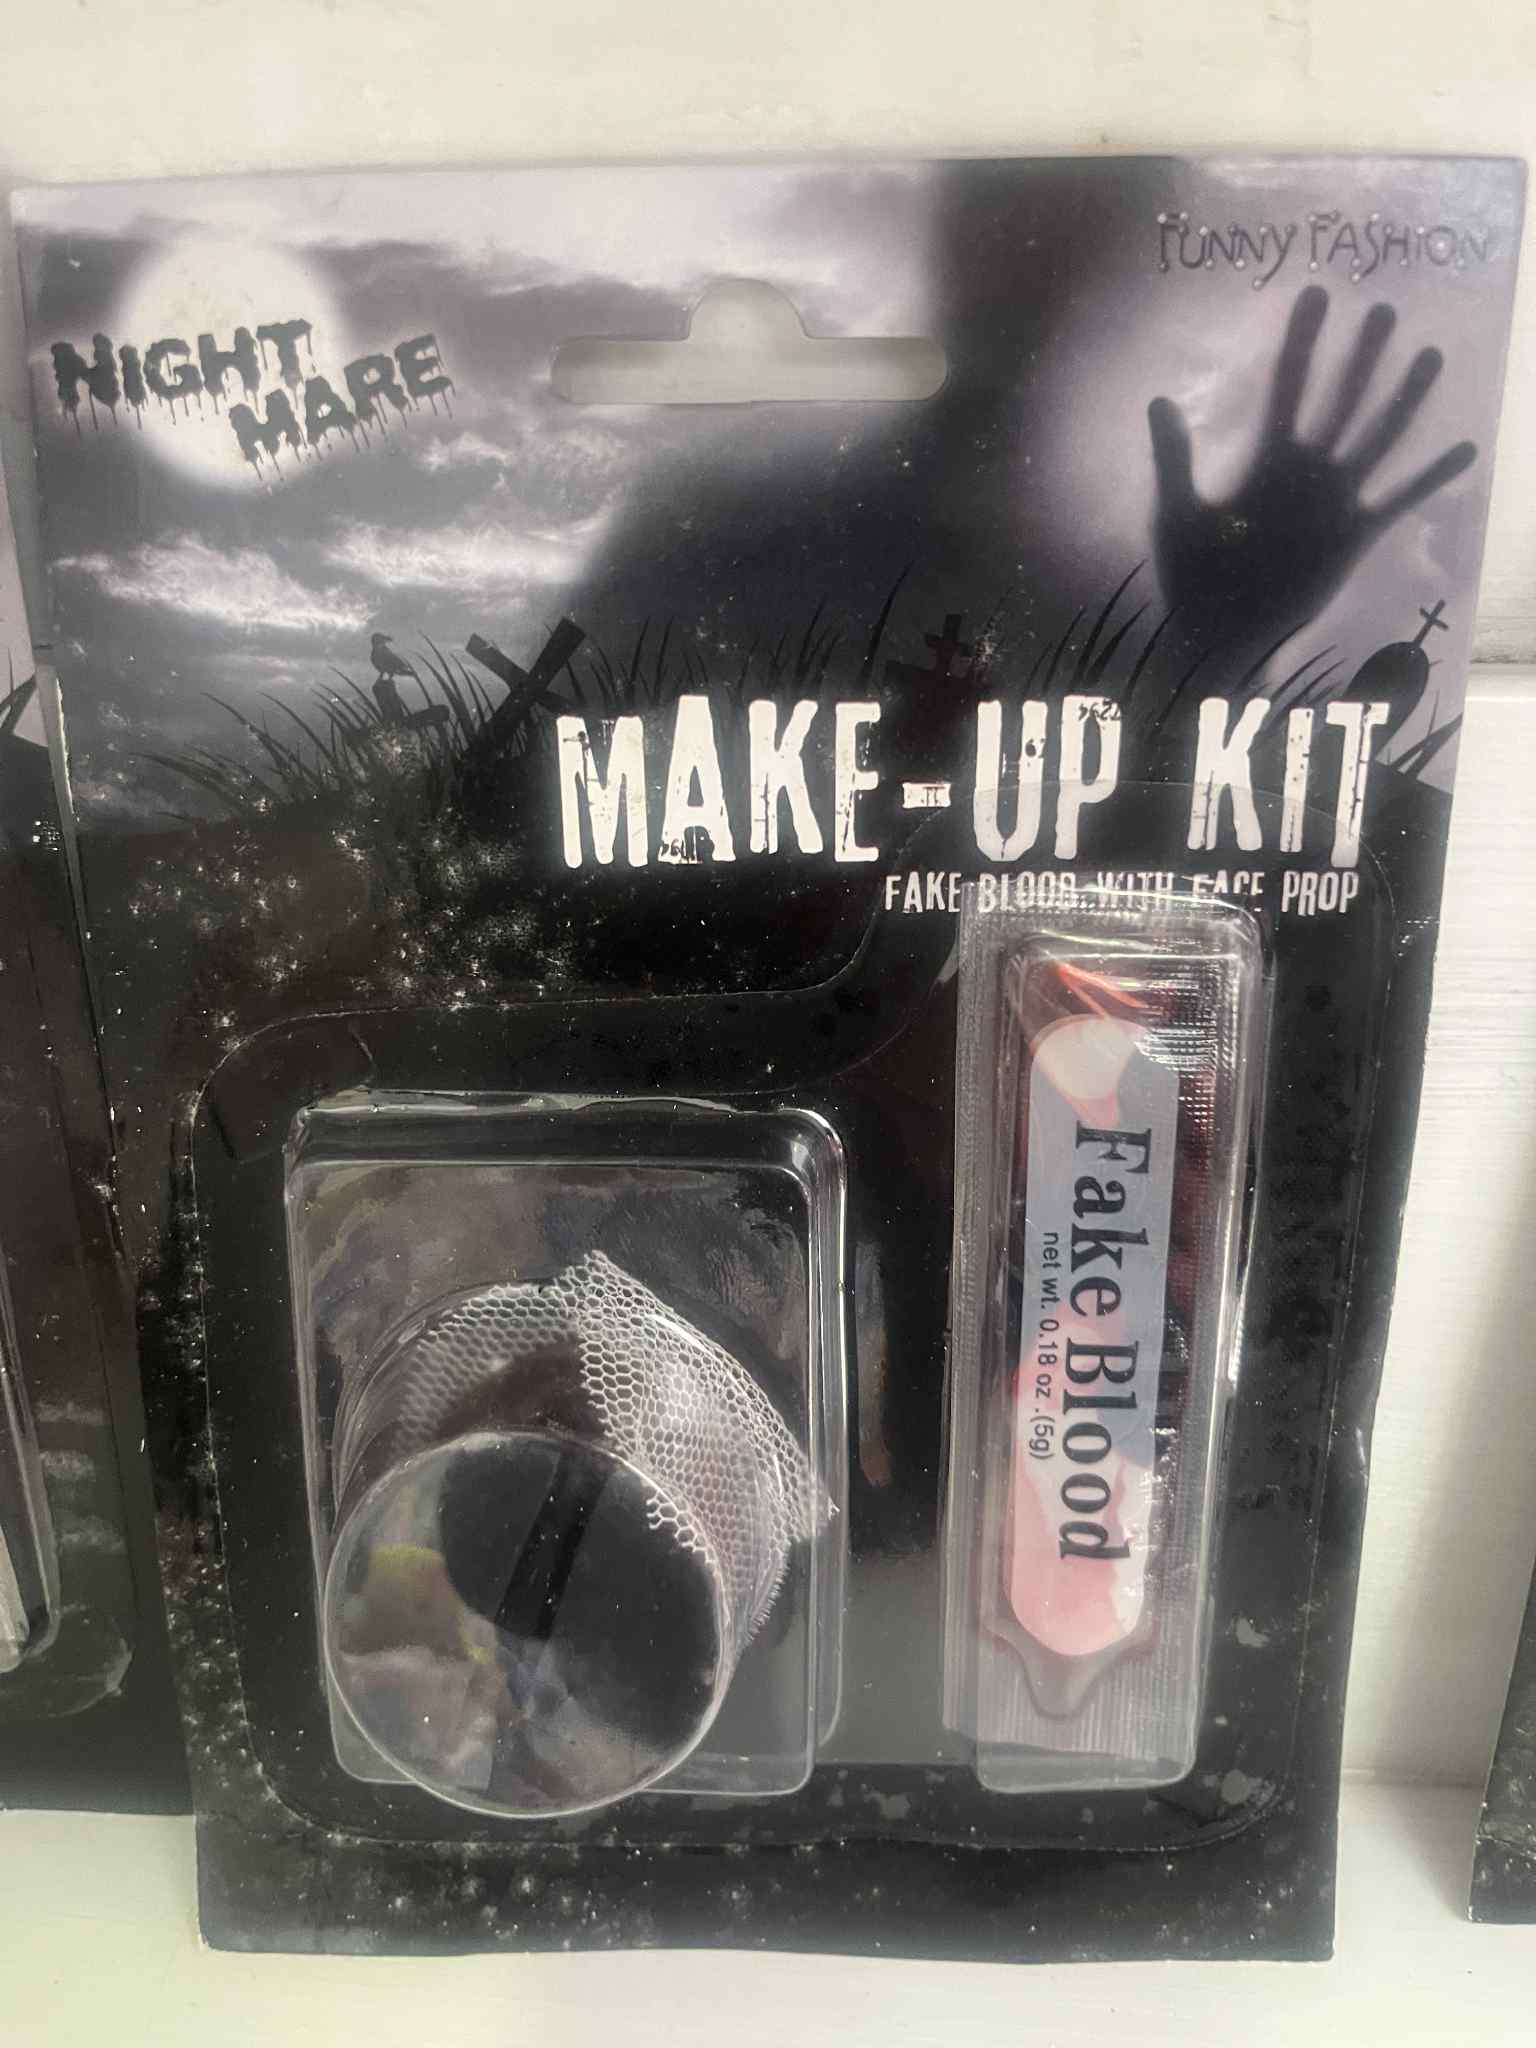 FUNNY FASHION
NIGHT
MARE
MAKE-UP KIT
FAKE BLOOD WITH FACE PROP
Fake Blood
net wt. 0.18 oz .(5g)